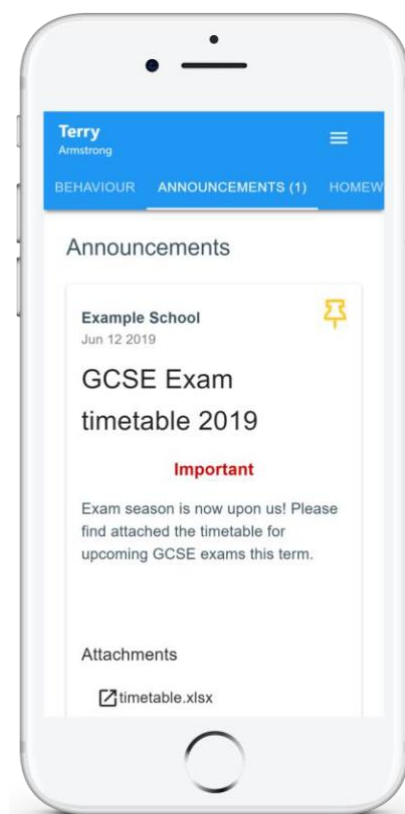 Terry
Armstrong
BEHAVIOUR ANNOUNCEMENTS (1) HOMEW
Announcements
Example School
Jun 12 2019
GCSE Exam
timetable 2019
Important
Exam season is now upon us! Please
find attached the timetable for
upcoming GCSE exams this term.
Attachments
timetable.xlsx